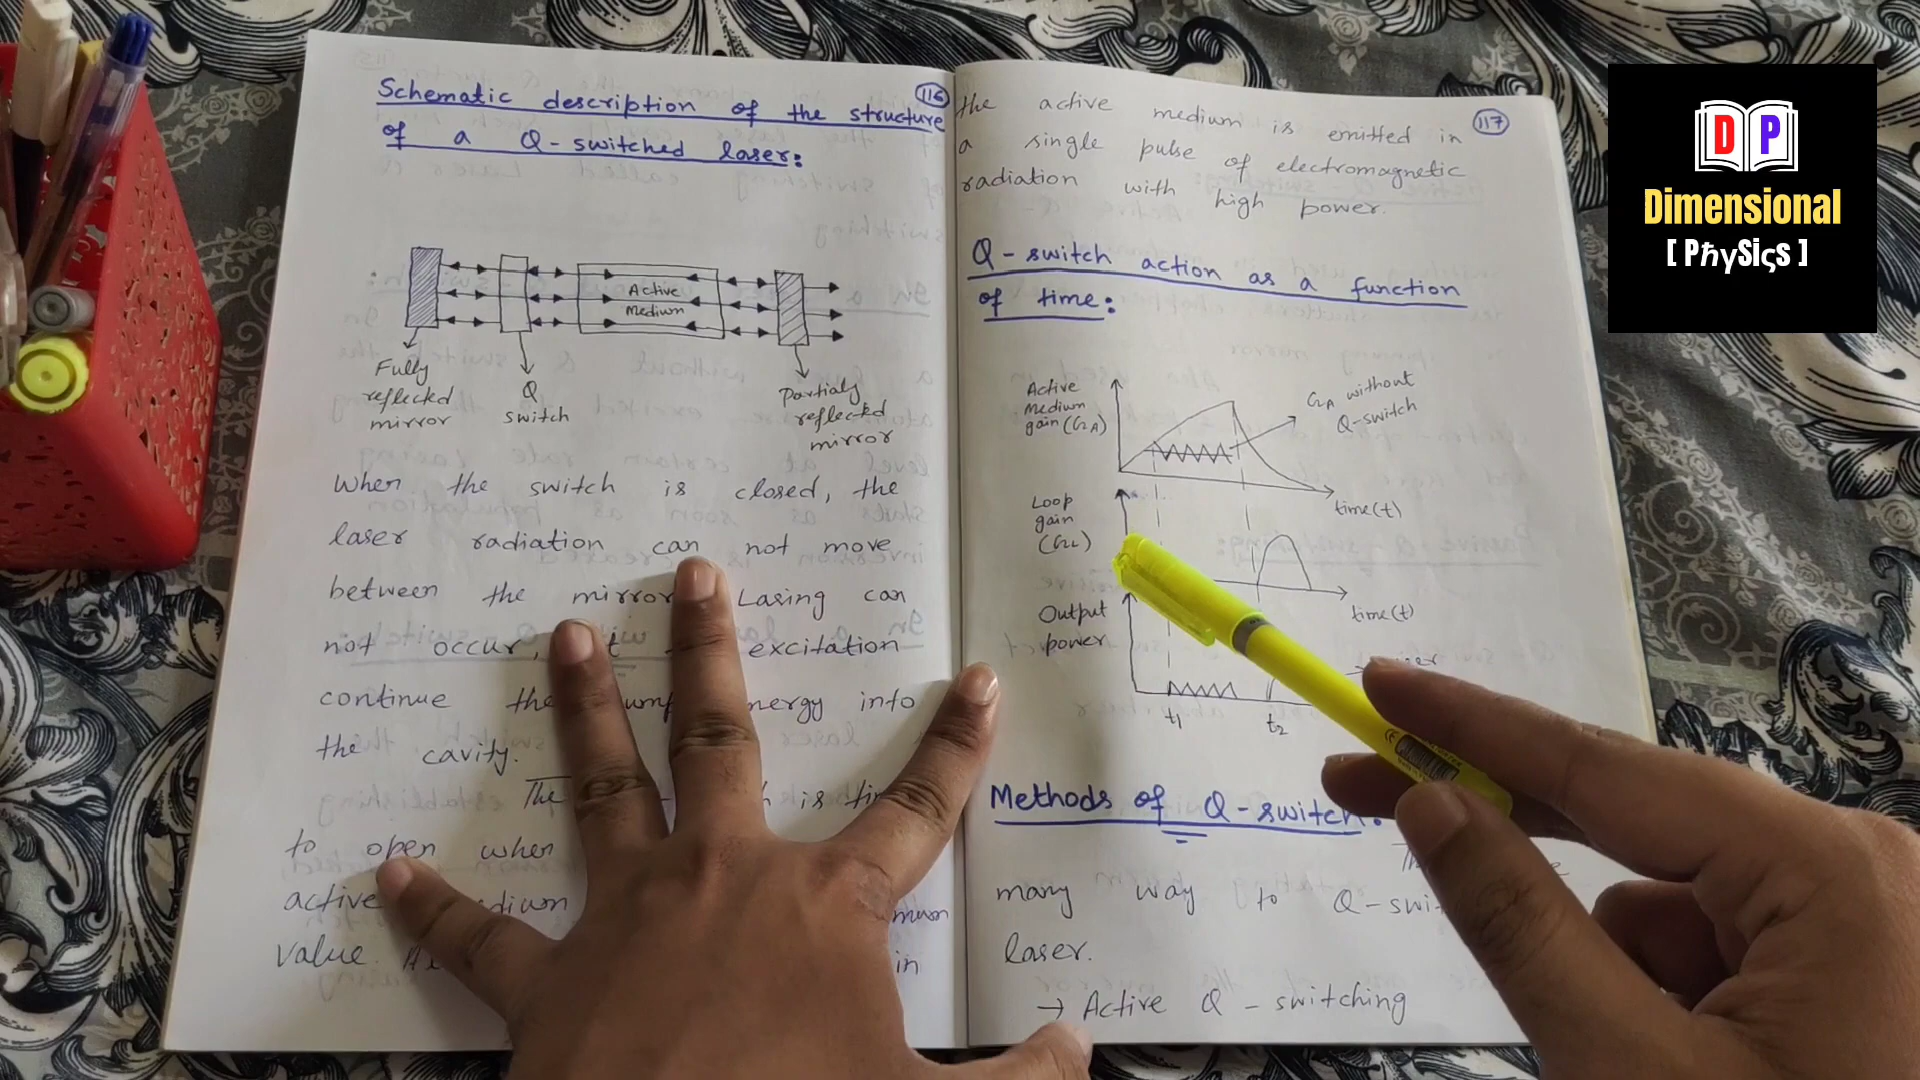 116
Schematic description of the structure
of a Q-switched laser:
Active
Medium
Fully
reflected
mirror
Q
switch
Partialy
reflected
mirror
When the switch is closed, the
laser radiation can not move
between the mirror Lasing can
not occur, excitation
continue the energy into
the cavity.
The is
to open when
active
value. in
117
the active medium is emitted in
a single pulse of electromagnetic
radiation with high power.
Q-switch action as a function
of time:
Active
Medium
gain (GA)
GA without
Q-switch
time(t)
Loop
gain
(GL)
time(t)
Output
power
t1
t2
Methods of Q-switch:
many way to
laser.
→ Active Q-switching
DP
Dimensional
[ PℏySiςs ]